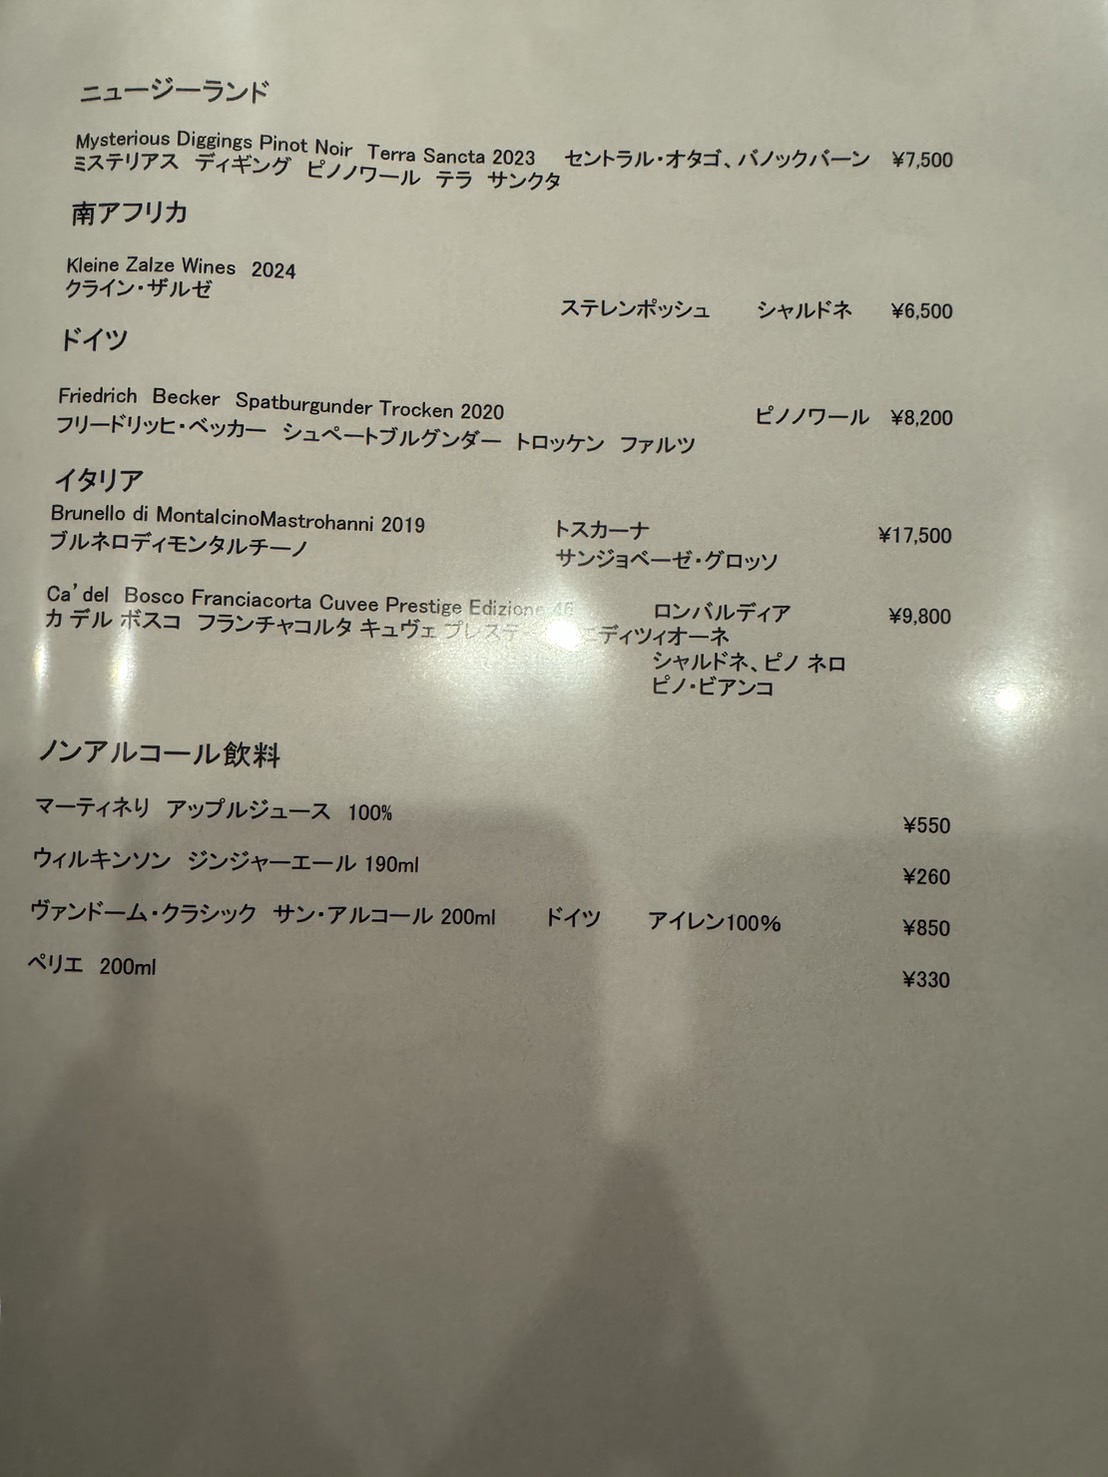 ニュージーランド
Mysterious Diggings Pinot Noir Terra Sancta 2023 セントラル・オタゴ、バノックバーン ¥7,500
ミステリアス ディギング ピノノワール テラ サンクタ
南アフリカ
Kleine Zalze Wines 2024
クライン・ザルゼ
ステレンポッシュ シャルドネ ¥6,500
ドイツ
Friedrich Becker Spatburgunder Trocken 2020 ピノノワール ¥8,200
フリードリッヒ・ベッカー シュペートブルグンダー トロッケン ファルツ
イタリア
Brunello di MontalcinoMastrohanni 2019 トスカーナ ¥17,500
ブルネロディモンタルチーノ サンジョベーゼ・グロッソ
Ca'del Bosco Franciacorta Cuvee Prestige Edizione 46 ロンバルディア ¥9,800
カ デル ボスコ フランチャコルタ キュヴェ エディツィオーネ
シャルドネ、ピノ ネロ
ピノ・ビアンコ
ノンアルコール飲料
マーティネり アップルジュース 100% ¥550
ウィルキンソン ジンジャーエール 190ml ¥260
ヴァンドーム・クラシック サン・アルコール 200ml ドイツ アイレン100% ¥850
ペリエ 200ml ¥330